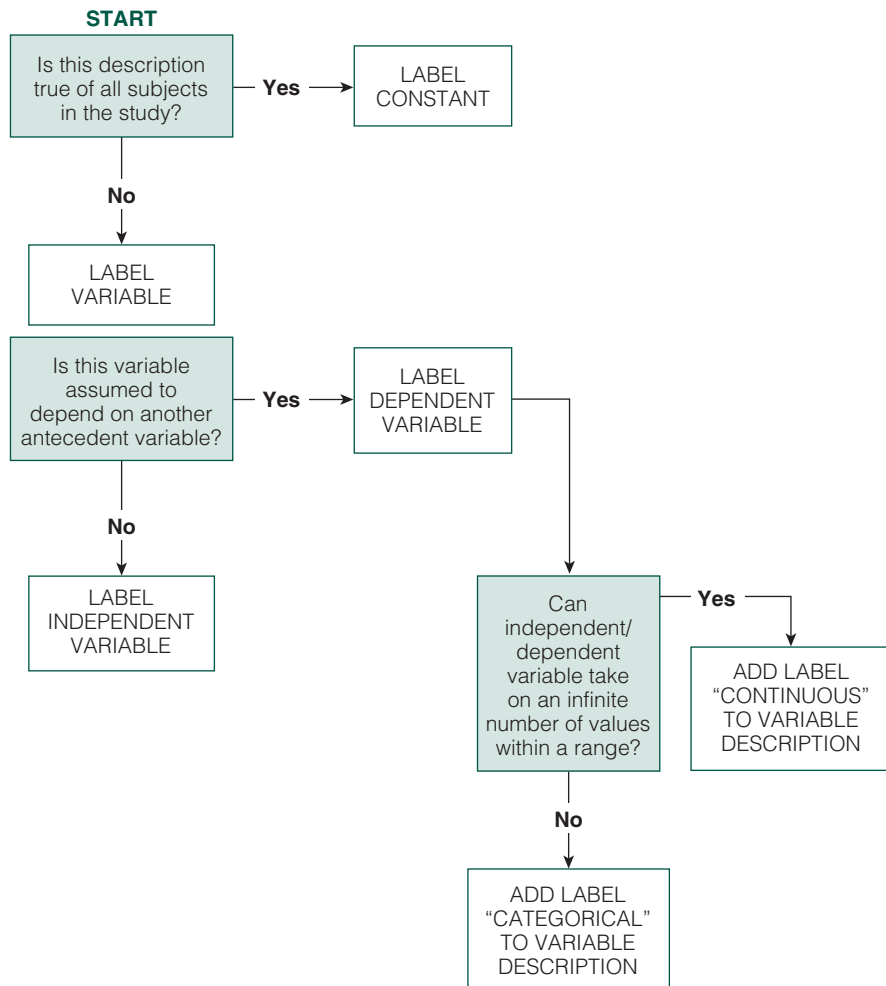 START
Is this description
true of all subjects
in the study?
Yes
LABEL
CONSTANT
No
LABEL
VARIABLE
Is this variable
assumed to
depend on another
antecedent variable?
Yes
LABEL
DEPENDENT
VARIABLE
No
LABEL
INDEPENDENT
VARIABLE
Can
independent/
dependent
variable take
on an infinite
number of values
within a range?
Yes
ADD LABEL
“CONTINUOUS”
TO VARIABLE
DESCRIPTION
No
ADD LABEL
“CATEGORICAL”
TO VARIABLE
DESCRIPTION